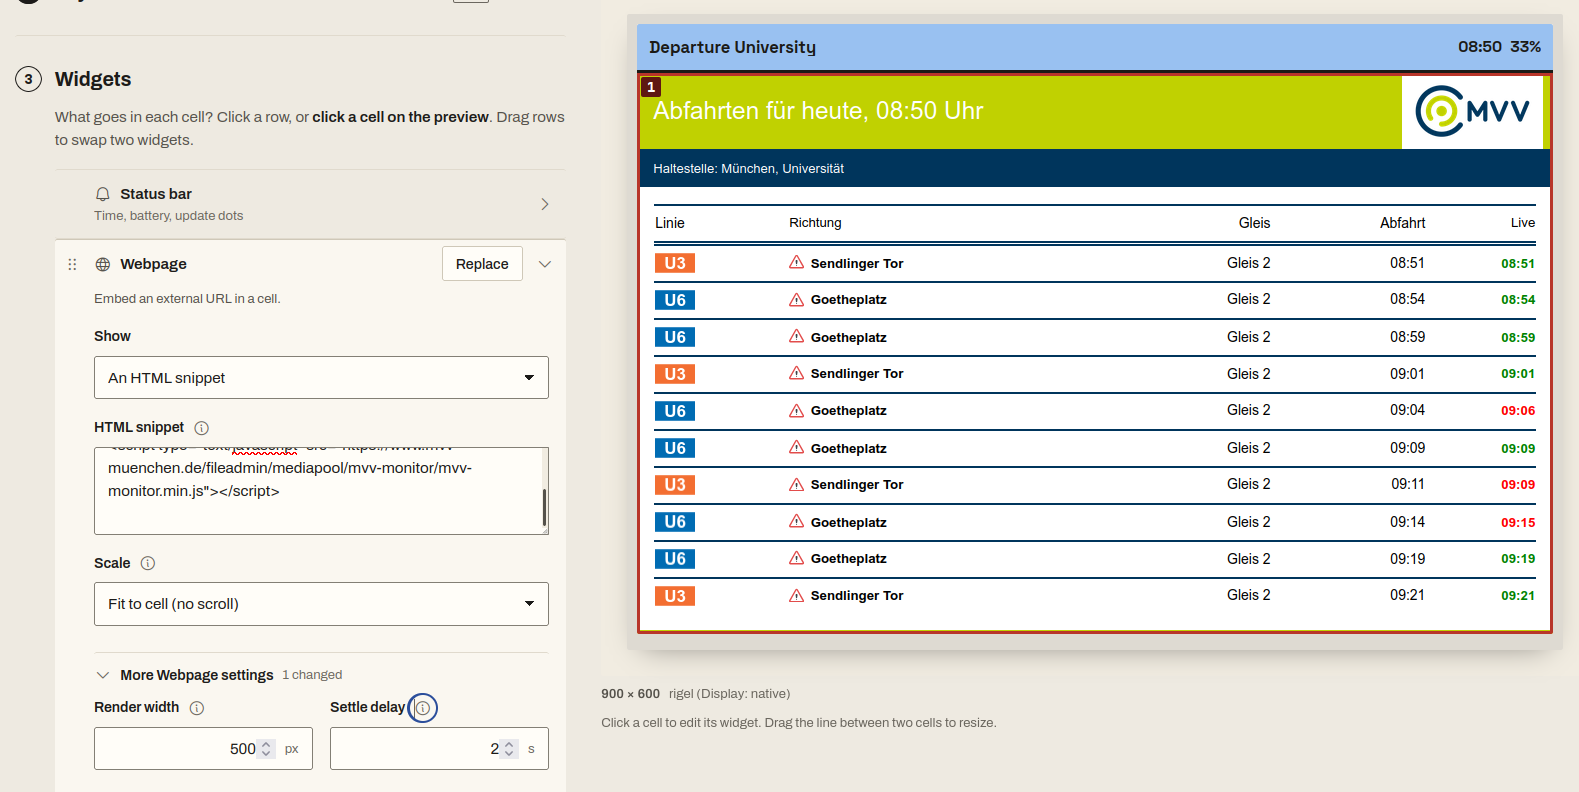 3 Widgets
What goes in each cell? Click a row, or click a cell on the preview. Drag rows
to swap two widgets.
Status bar
Time, battery, update dots
Webpage
Replace
Embed an external URL in a cell.
Show
An HTML snippet
HTML snippet
muenchen.de/fileadmin/mediapool/mvv-monitor/mvv-
monitor.min.js"></script>
Scale
Fit to cell (no scroll)
More Webpage settings 1 changed
Render width
Settle delay
500 px
2 s
Departure University
08:50 33%
1
Abfahrten für heute, 08:50 Uhr
MVV
Haltestelle: München, Universität
Linie Richtung Gleis Abfahrt Live
U3 Sendlinger Tor Gleis 2 08:51 08:51
U6 Goetheplatz Gleis 2 08:54 08:54
U6 Goetheplatz Gleis 2 08:59 08:59
U3 Sendlinger Tor Gleis 2 09:01 09:01
U6 Goetheplatz Gleis 2 09:04 09:06
U6 Goetheplatz Gleis 2 09:09 09:09
U3 Sendlinger Tor Gleis 2 09:11 09:09
U6 Goetheplatz Gleis 2 09:14 09:15
U6 Goetheplatz Gleis 2 09:19 09:19
U3 Sendlinger Tor Gleis 2 09:21 09:21
900 × 600 rigel (Display: native)
Click a cell to edit its widget. Drag the line between two cells to resize.